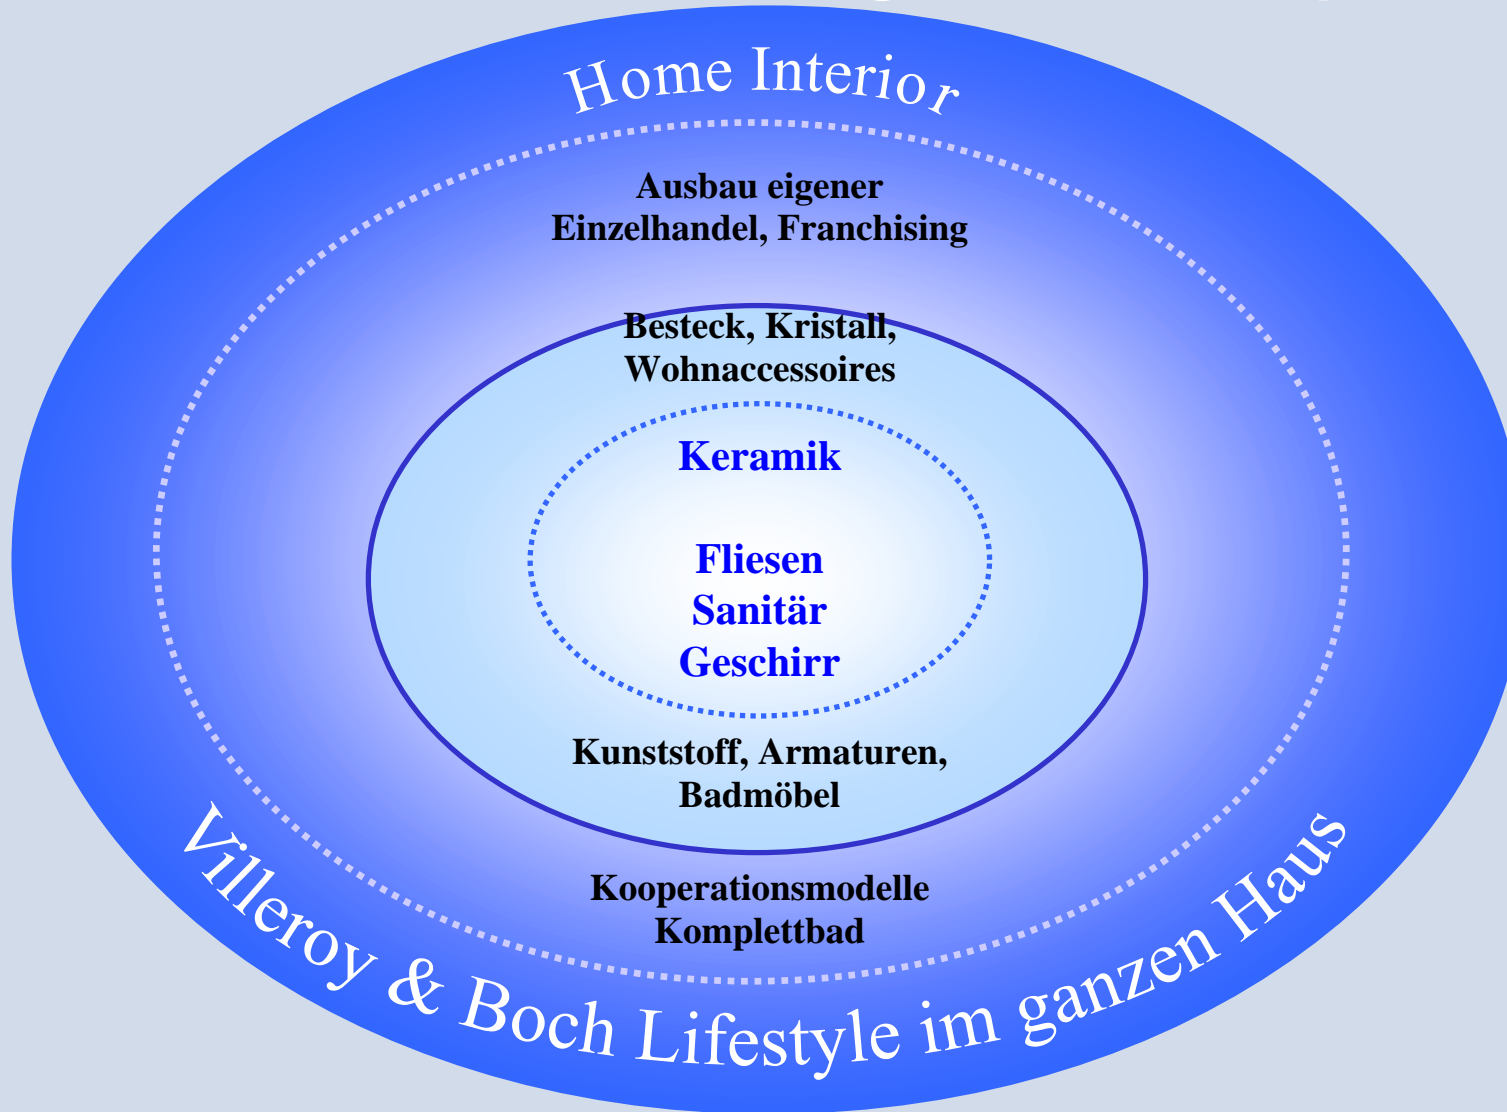 Home Interior
Ausbau eigener
Einzelhandel, Franchising
Besteck, Kristall,
Wohnaccessoires
Keramik
Fliesen
Sanitär
Geschirr
Kunststoff, Armaturen,
Badmöbel
Kooperationsmodelle
Komplettbad
Villeroy & Boch Lifestyle im ganzen Haus